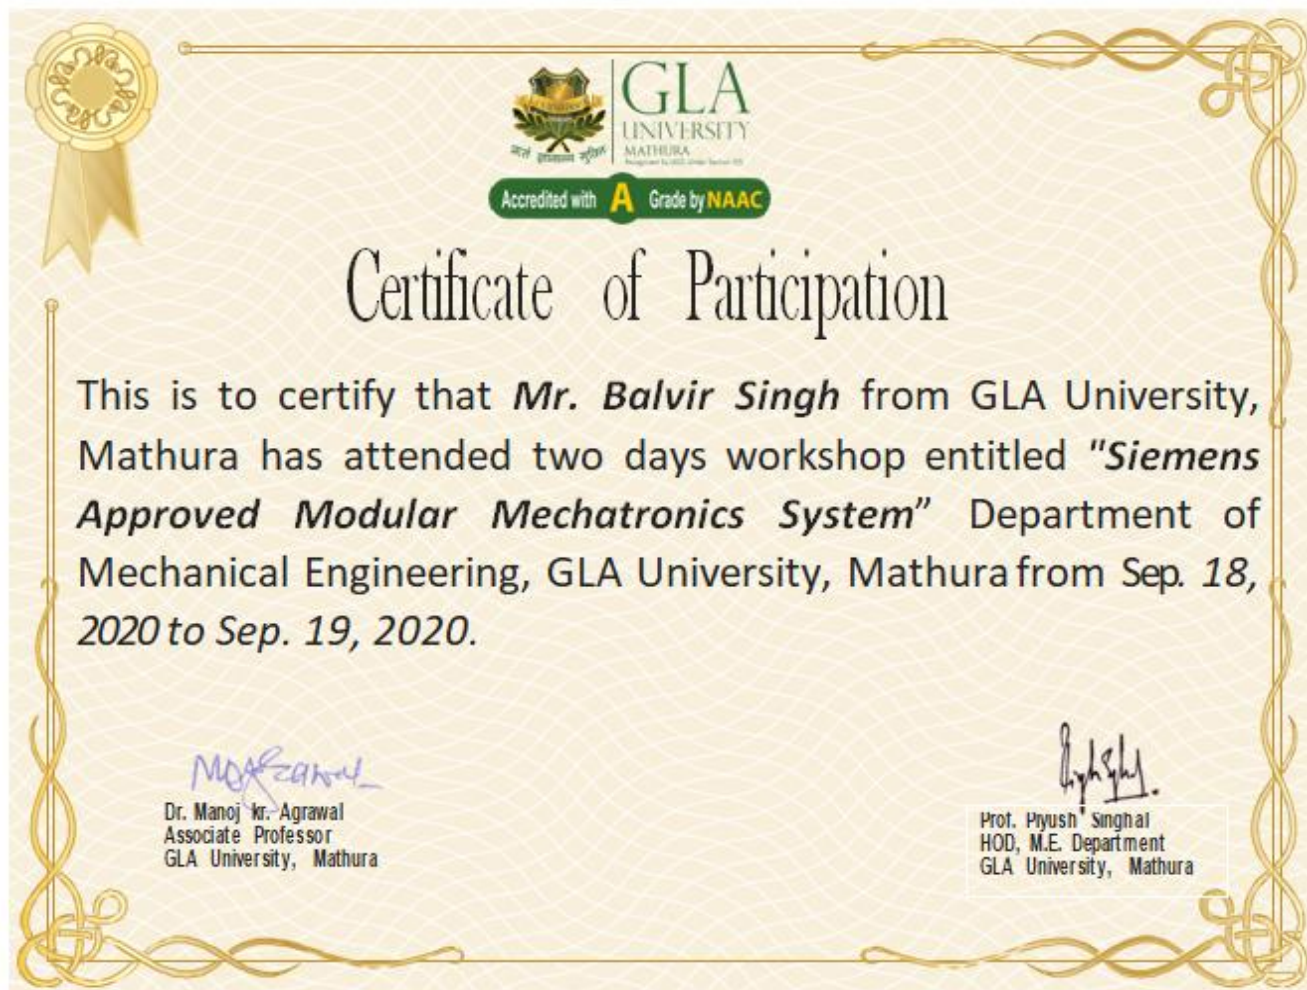 GLA
UNIVERSITY
MATHURA
Accredited with A Grade by NAAC
Certificate of Participation
This is to certify that Mr. Balvir Singh from GLA University,
Mathura has attended two days workshop entitled "Siemens
Approved Modular Mechatronics System” Department of
Mechanical Engineering, GLA University, Mathura from Sep. 18,
2020 to Sep. 19, 2020.
Dr. Manoj kr. Agrawal
Associate Professor
GLA University, Mathura
Prof. Piyush Singhal
HOD, M.E. Department
GLA University, Mathura